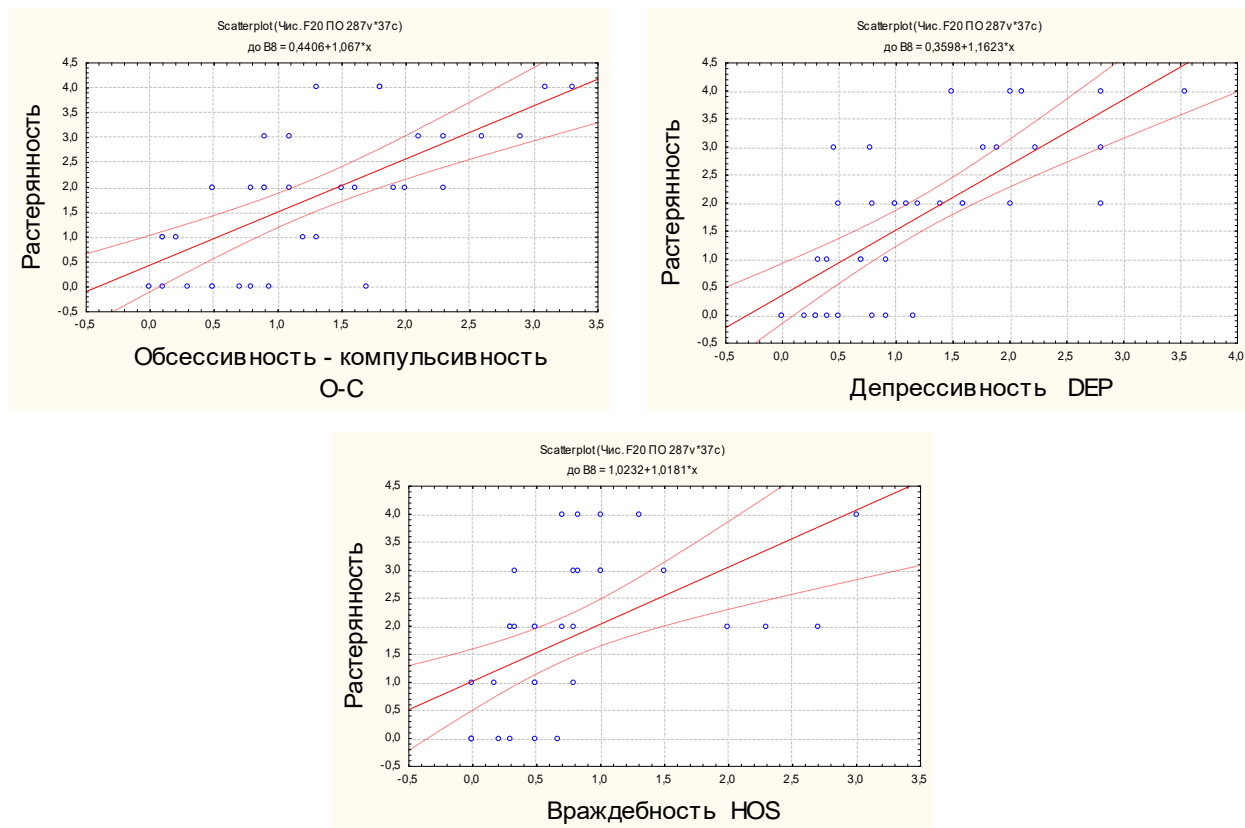 Scatterplot (Чис. F20 ПО 287v*37c)
до B8 = 0,4406+1,067*x
4,5
4,0
3,5
3,0
2,5
2,0
1,5
1,0
0,5
0,0
-0,5
Растерянность
-0,5 0,0 0,5 1,0 1,5 2,0 2,5 3,0 3,5
Обсессивность - компульсивность
O-C
Scatterplot (Чис. F20 ПО 287v*37c)
до B8 = 0,3598+1,1623*x
4,5
4,0
3,5
3,0
2,5
2,0
1,5
1,0
0,5
0,0
-0,5
Растерянность
-0,5 0,0 0,5 1,0 1,5 2,0 2,5 3,0 3,5 4,0
Депрессивность DEP
Scatterplot (Чис. F20 ПО 287v*37c)
до B8 = 1,0232+1,0181*x
4,5
4,0
3,5
3,0
2,5
2,0
1,5
1,0
0,5
0,0
-0,5
Растерянность
-0,5 0,0 0,5 1,0 1,5 2,0 2,5 3,0 3,5
Враждебность HOS